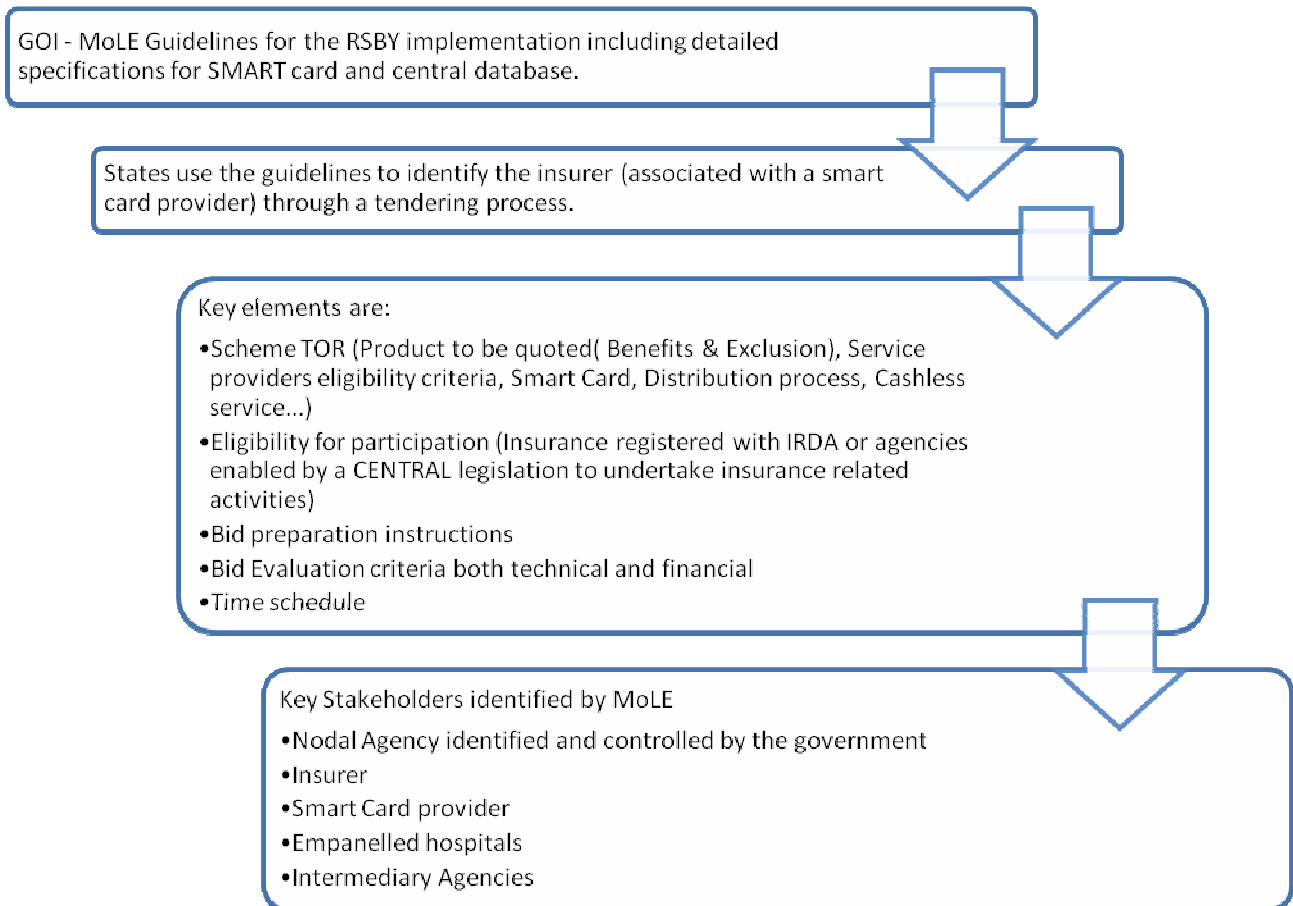 GOI - MoLE Guidelines for the RSBY implementation including detailed
specifications for SMART card and central database.
States use the guidelines to identify the insurer (associated with a smart
card provider) through a tendering process.
Key elements are:
•Scheme TOR (Product to be quoted( Benefits & Exclusion), Service
providers eligibility criteria, Smart Card, Distribution process, Cashless
service...)
•Eligibility for participation (Insurance registered with IRDA or agencies
enabled by a CENTRAL legislation to undertake insurance related
activities)
•Bid preparation instructions
•Bid Evaluation criteria both technical and financial
•Time schedule
Key Stakeholders identified by MoLE
•Nodal Agency identified and controlled by the government
•Insurer
•Smart Card provider
•Empanelled hospitals
•Intermediary Agencies